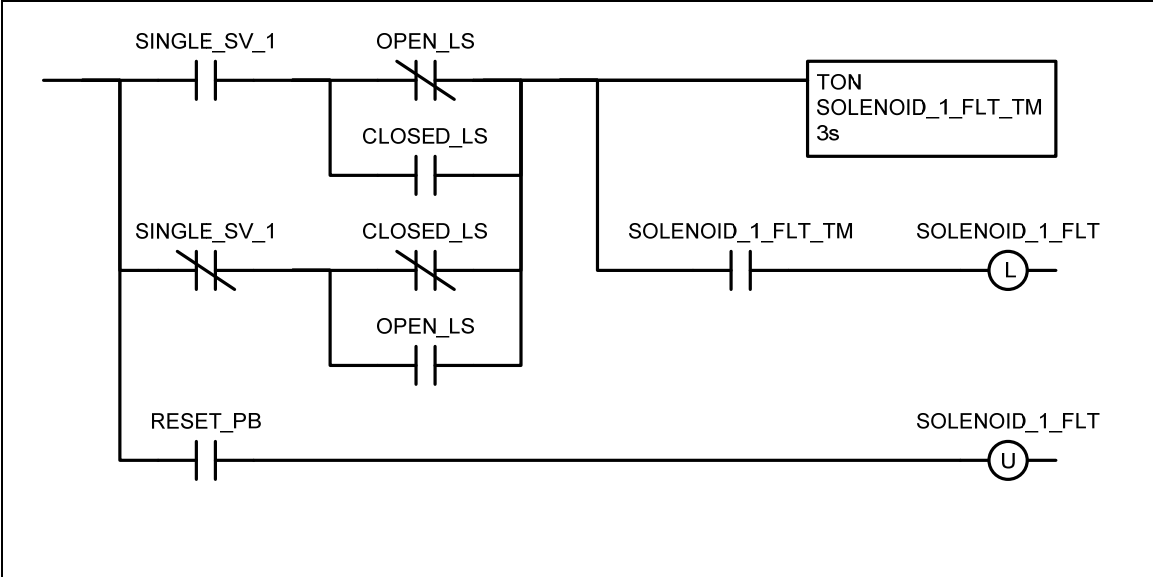 SINGLE_SV_1
OPEN_LS
TON
SOLENOID_1_FLT_TM
3s
CLOSED_LS
SINGLE_SV_1
CLOSED_LS
SOLENOID_1_FLT_TM
SOLENOID_1_FLT
L
OPEN_LS
RESET_PB
SOLENOID_1_FLT
U